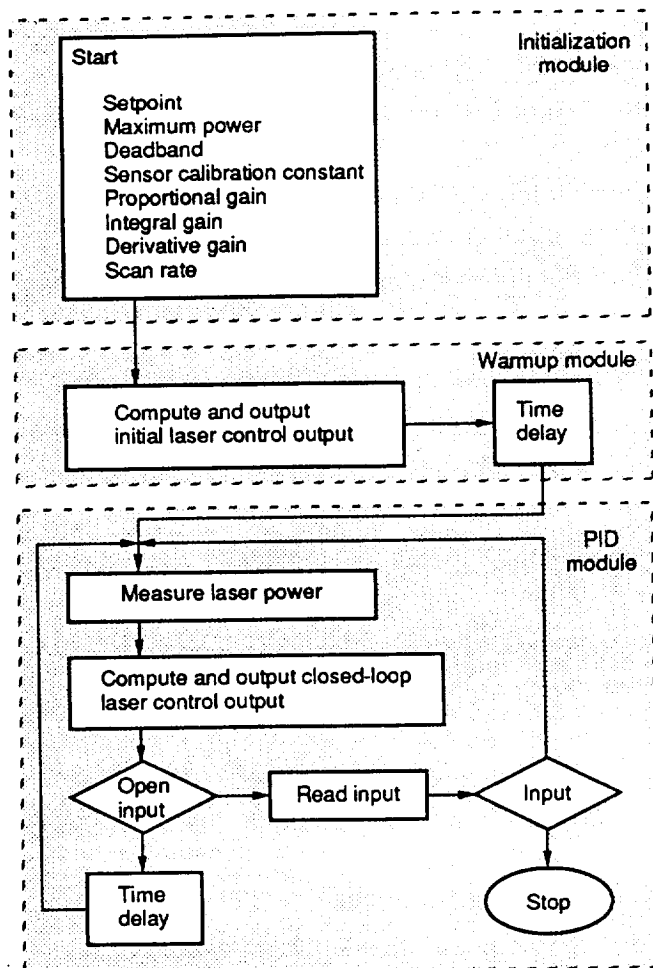 Initialization
module
Start
Setpoint
Maximum power
Deadband
Sensor calibration constant
Proportional gain
Integral gain
Derivative gain
Scan rate
Warmup module
Compute and output
initial laser control output
Time
delay
PID
module
Measure laser power
Compute and output closed-loop
laser control output
Open
input
Read input
Input
Time
delay
Stop